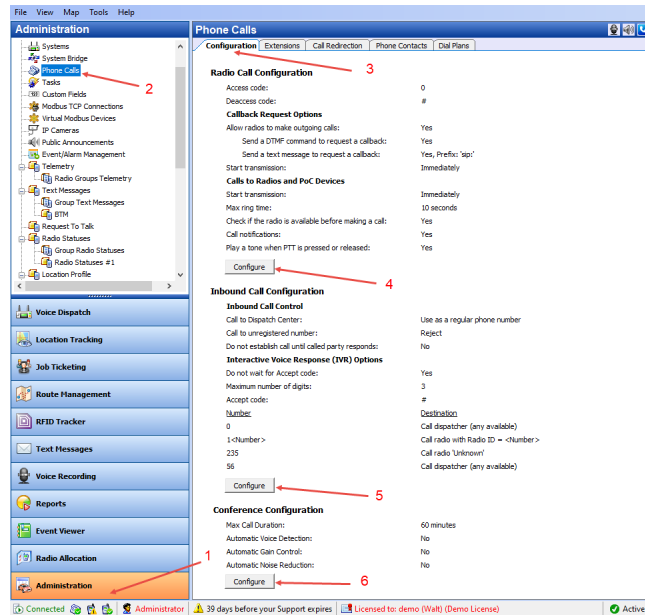 File View Map Tools Help
Administration
Systems
System Bridge
Phone Calls
Tasks
Custom Fields
Modbus TCP Connections
Virtual Modbus Devices
IP Cameras
Public Announcements
Event/Alarm Management
Telemetry
Radio Groups Telemetry
Text Messages
Group Text Messages
BTM
Request To Talk
Radio Statuses
Group Radio Statuses
Radio Statuses #1
Location Profile
2
Voice Dispatch
Location Tracking
Job Ticketing
Route Management
RFID Tracker
Text Messages
Voice Recording
Reports
Event Viewer
Radio Allocation
Administration
1
Phone Calls
Configuration Extensions Call Redirection Phone Contacts Dial Plans
3
Radio Call Configuration
Access code: 0
Deaccess code: #
Callback Request Options
Allow radios to make outgoing calls: Yes
Send a DTMF command to request a callback: Yes
Send a text message to request a callback: Yes, Prefix: 'sip:'
Start transmission: Immediately
Calls to Radios and PoC Devices
Start transmission: Immediately
Max ring time: 10 seconds
Check if the radio is available before making a call: Yes
Call notifications: Yes
Play a tone when PTT is pressed or released: Yes
Configure
4
Inbound Call Configuration
Inbound Call Control
Call to Dispatch Center: Use as a regular phone number
Call to unregistered number: Reject
Do not establish call until called party responds: No
Interactive Voice Response (IVR) Options
Do not wait for Accept code: Yes
Maximum number of digits: 3
Accept code: #
Number Destination
0 Call dispatcher (any available)
1<Number> Call radio with Radio ID = <Number>
235 Call radio 'Unknown'
56 Call dispatcher (any available)
Configure
5
Conference Configuration
Max Call Duration: 60 minutes
Automatic Voice Detection: No
Automatic Gain Control: No
Automatic Noise Reduction: No
Configure
6
Connected Administrator 39 days before your Support expires Licensed to: demo (Walt) (Demo License) Active